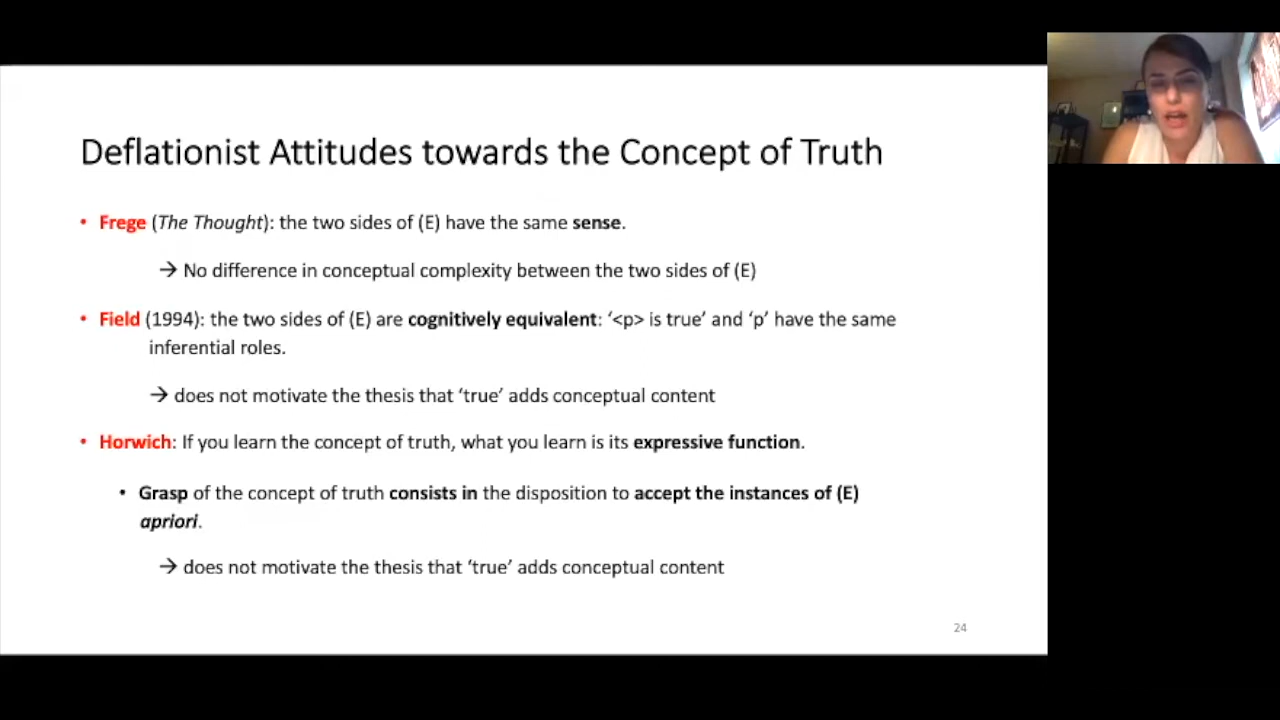 Deflationist Attitudes towards the Concept of Truth
• Frege (The Thought): the two sides of (E) have the same sense.
→ No difference in conceptual complexity between the two sides of (E)
• Field (1994): the two sides of (E) are cognitively equivalent: ‘<p> is true’ and ‘p’ have the same
inferential roles.
→ does not motivate the thesis that ‘true’ adds conceptual content
• Horwich: If you learn the concept of truth, what you learn is its expressive function.
• Grasp of the concept of truth consists in the disposition to accept the instances of (E)
apriori.
→ does not motivate the thesis that ‘true’ adds conceptual content
24